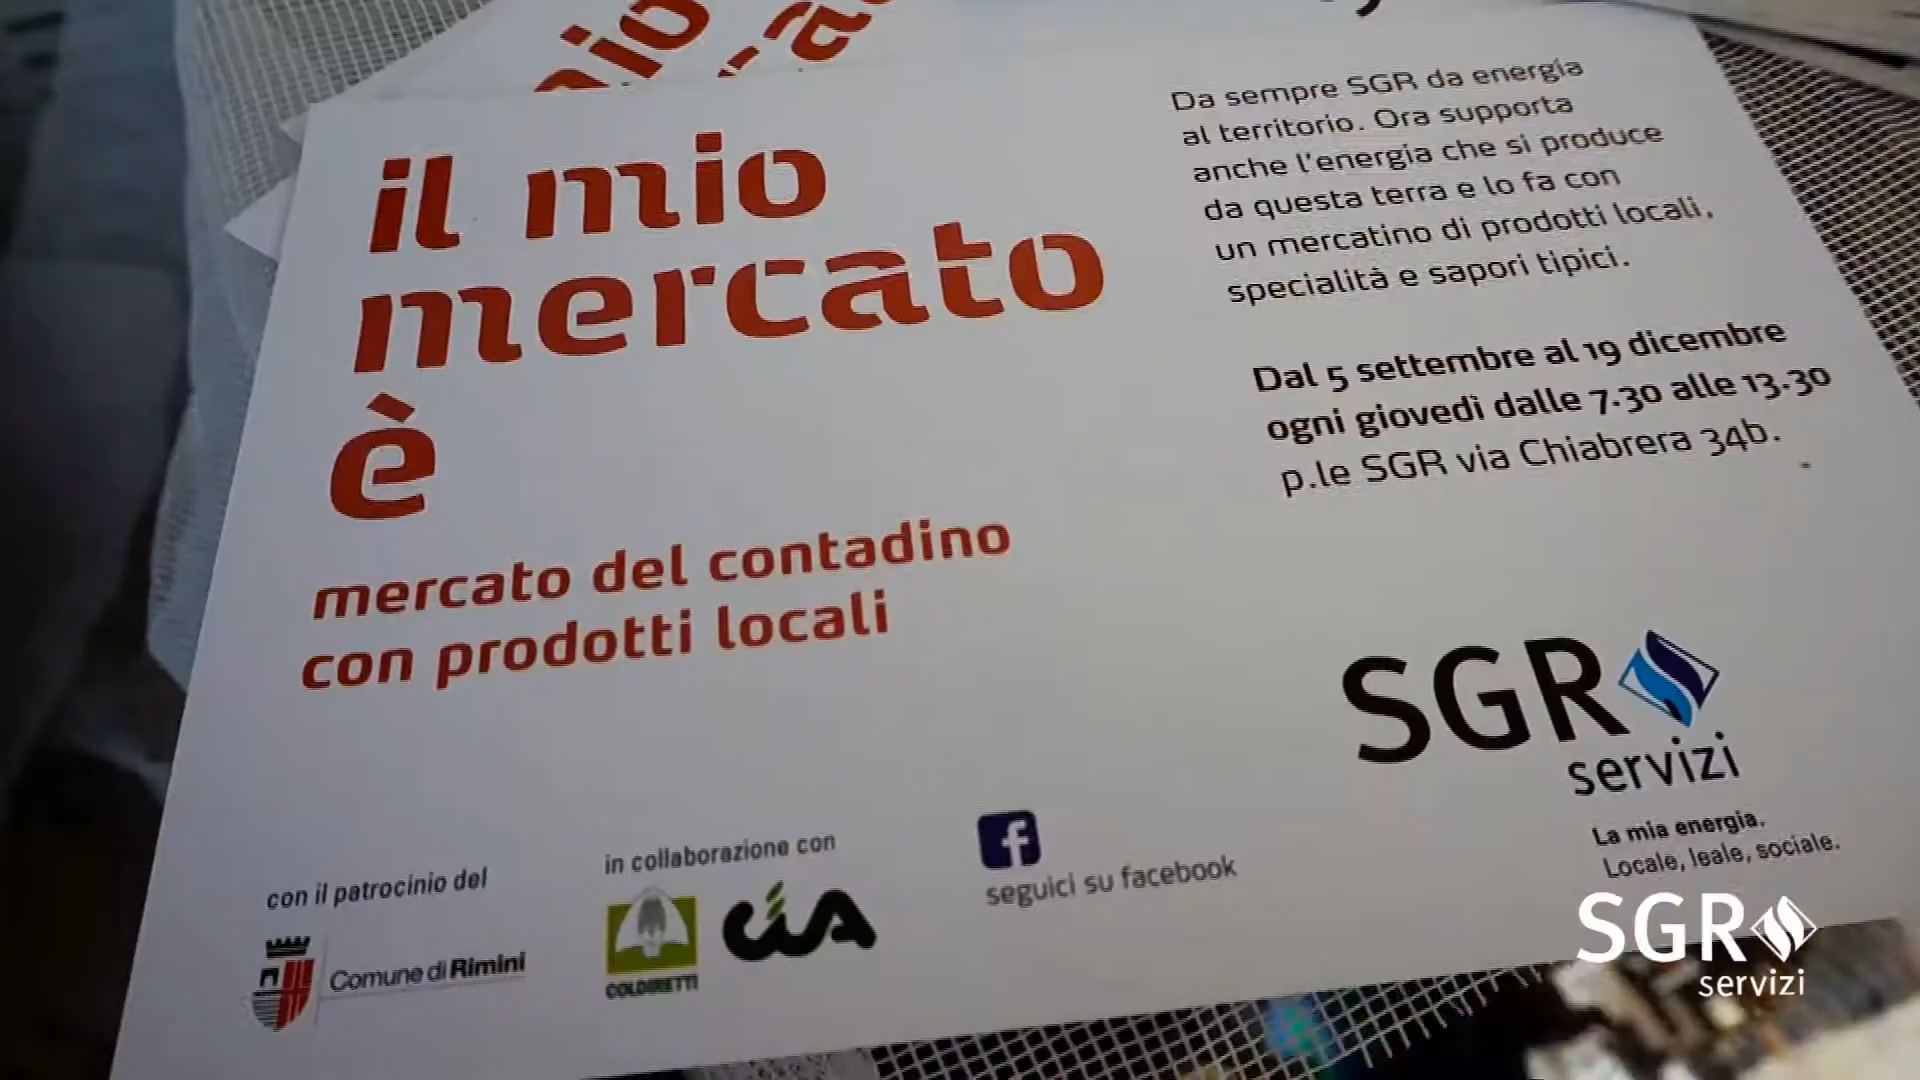 il mio
mercato
è
mercato del contadino
con prodotti locali
Da sempre SGR da energia
al territorio. Ora supporta
anche l'energia che si produce
da questa terra e lo fa con
un mercatino di prodotti locali,
specialità e sapori tipici.
Dal 5 settembre al 19 dicembre
ogni giovedì dalle 7.30 alle 13.30
p.le SGR via Chiabrera 34b.
SGR
servizi
La mia energia.
Locale, leale, sociale.
con il patrocinio del
Comune di Rimini
in collaborazione con
COLDIRETTI
cia
seguici su facebook
SGR
servizi